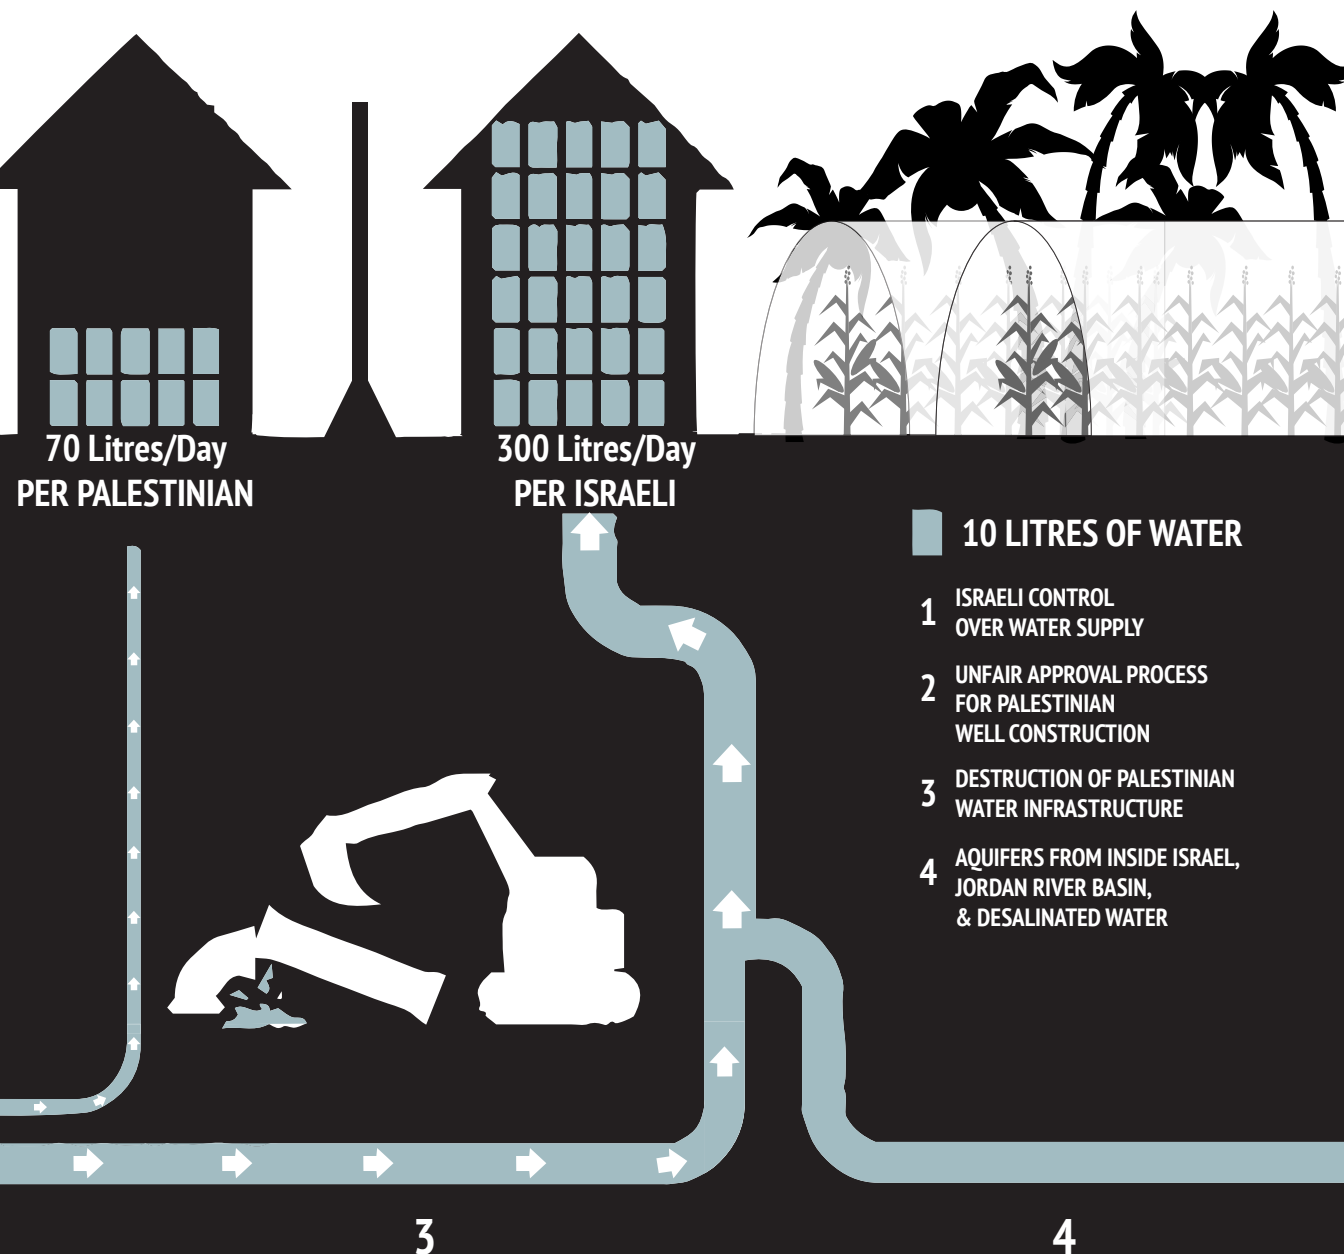 70 Litres/Day
PER PALESTINIAN
300 Litres/Day
PER ISRAELI
10 LITRES OF WATER
1
ISRAELI CONTROL
OVER WATER SUPPLY
2
UNFAIR APPROVAL PROCESS
FOR PALESTINIAN
WELL CONSTRUCTION
3
DESTRUCTION OF PALESTINIAN
WATER INFRASTRUCTURE
4
AQUIFERS FROM INSIDE ISRAEL,
JORDAN RIVER BASIN,
& DESALINATED WATER
3
4